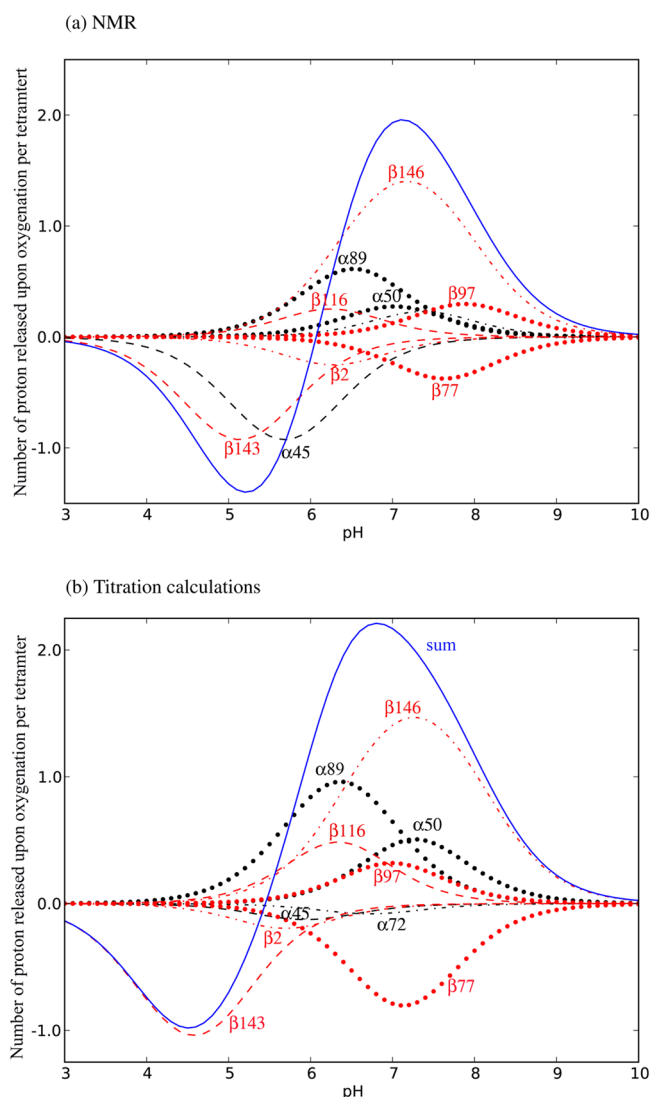 (a) NMR
Number of proton released upon oxygenation per tetramtert
2.0
1.0
0.0
-1.0
β146
α89
β116
α50
β97
β2
β77
β143
α45
3 4 5 6 7 8 9 10
pH
(b) Titration calculations
Number of proton released upon oxygenation per tetramter
2.0
1.0
0.0
-1.0
sum
β146
α89
β116
α50
β97
α45
α72
β2
β77
β143
3 4 5 6 7 8 9 10
pH